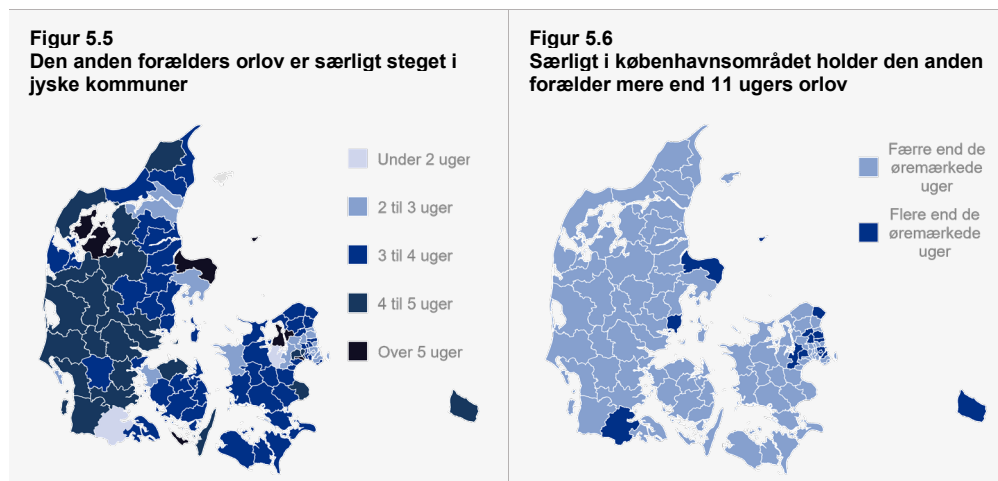 Figur 5.5
Den anden forælders orlov er særligt steget i
jyske kommuner
Under 2 uger
2 til 3 uger
3 til 4 uger
4 til 5 uger
Over 5 uger
Figur 5.6
Særligt i københavnsområdet holder den anden
forælder mere end 11 ugers orlov
Færre end de
øremærkede
uger
Flere end de
øremærkede
uger